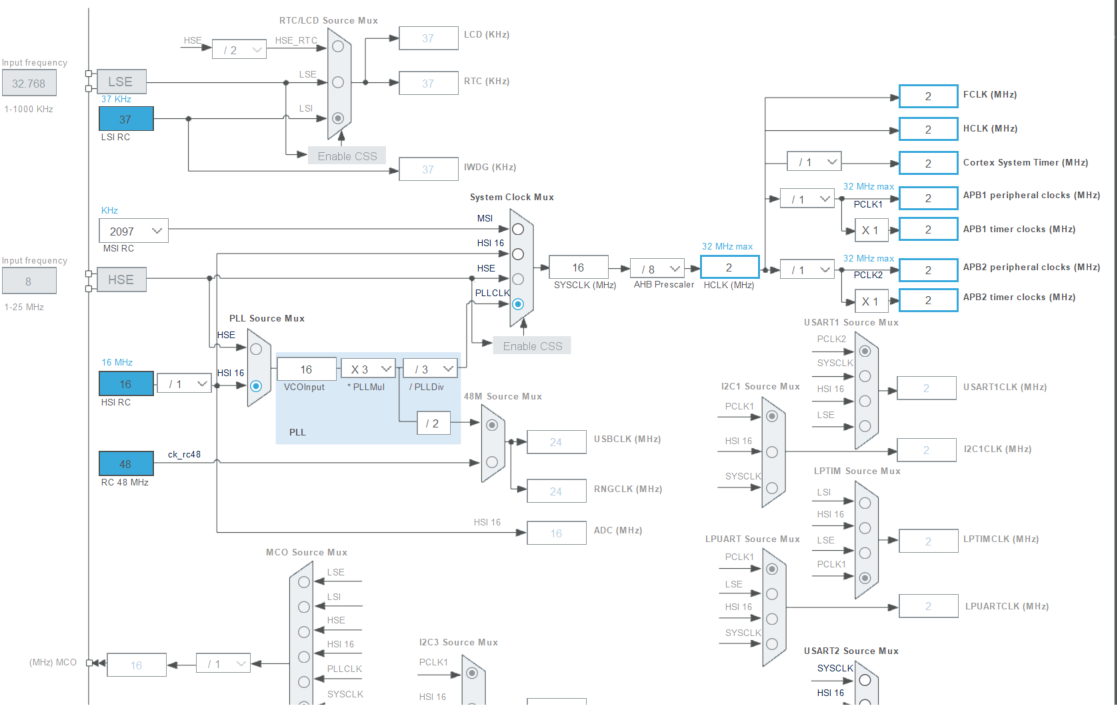 RTC/LCD Source Mux
HSE
/ 2
HSE_RTC
37
LCD (KHz)
Input frequency
32.768
1-1000 KHz
LSE
LSE
37
RTC (KHz)
37 KHz
37
LSI RC
LSI
Enable CSS
37
IWDG (KHz)
System Clock Mux
KHz
2097
MSI RC
MSI
HSI 16
Input frequency
8
1-25 MHz
HSE
HSE
PLLCLK
Enable CSS
16
SYSCLK (MHz)
/ 8
AHB Prescaler
32 MHz max
2
HCLK (MHz)
2
FCLK (MHz)
2
HCLK (MHz)
/ 1
2
Cortex System Timer (MHz)
/ 1
32 MHz max
PCLK1
2
APB1 peripheral clocks (MHz)
X 1
2
APB1 timer clocks (MHz)
/ 1
32 MHz max
PCLK2
2
APB2 peripheral clocks (MHz)
X 1
2
APB2 timer clocks (MHz)
PLL Source Mux
HSE
HSI 16
16 MHz
16
HSI RC
/ 1
16
VCOInput
X 3
* PLLMul
/ 3
/ PLLDiv
/ 2
PLL
48M Source Mux
48
RC 48 MHz
ck_rc48
24
USBCLK (MHz)
24
RNGCLK (MHz)
HSI 16
16
ADC (MHz)
USART1 Source Mux
PCLK2
SYSCLK
HSI 16
LSE
2
USART1CLK (MHz)
I2C1 Source Mux
PCLK1
HSI 16
SYSCLK
2
I2C1CLK (MHz)
LPTIM Source Mux
LSI
HSI 16
LSE
PCLK1
2
LPTIMCLK (MHz)
LPUART Source Mux
PCLK1
LSE
HSI 16
SYSCLK
2
LPUARTCLK (MHz)
MCO Source Mux
LSE
LSI
HSE
HSI 16
PLLCLK
SYSCLK
(MHz) MCO
16
/ 1
I2C3 Source Mux
PCLK1
HSI 16
USART2 Source Mux
SYSCLK
HSI 16